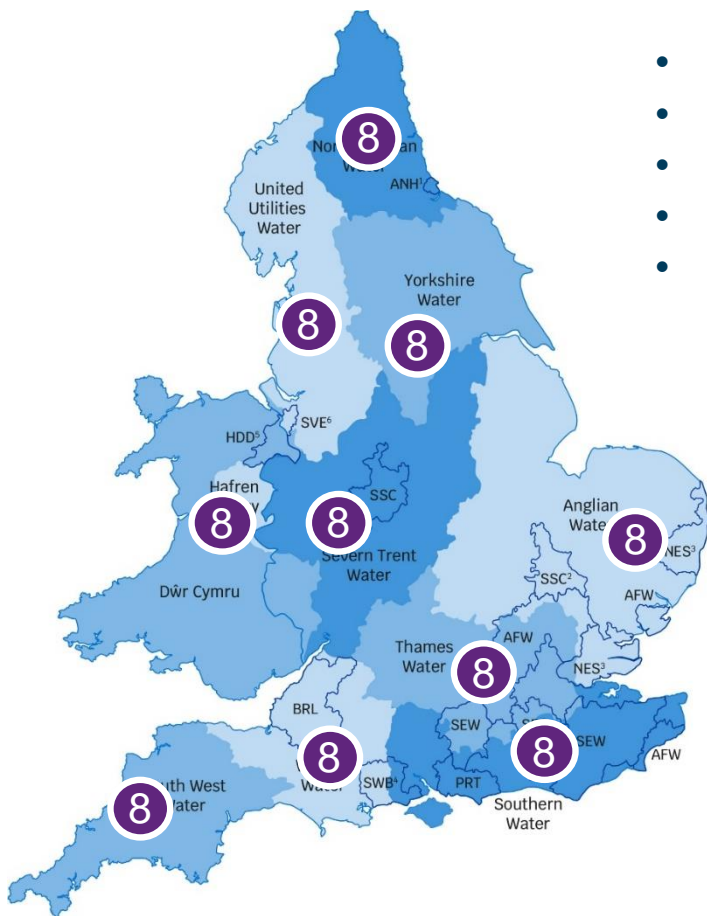 8
ANH¹
United
Utilities
Water
Yorkshire
Water
8
8
HDD⁵
SVE⁶
Hafren
SSC
8
8
Anglian
8
NES³
Severn Trent
Water
SSC²
AFW
Dŵr Cymru
Thames
Water
AFW
8
NES³
BRL
SEW
8
8
SEW
AFW
SWB⁴
PRT
Southern
Water
8